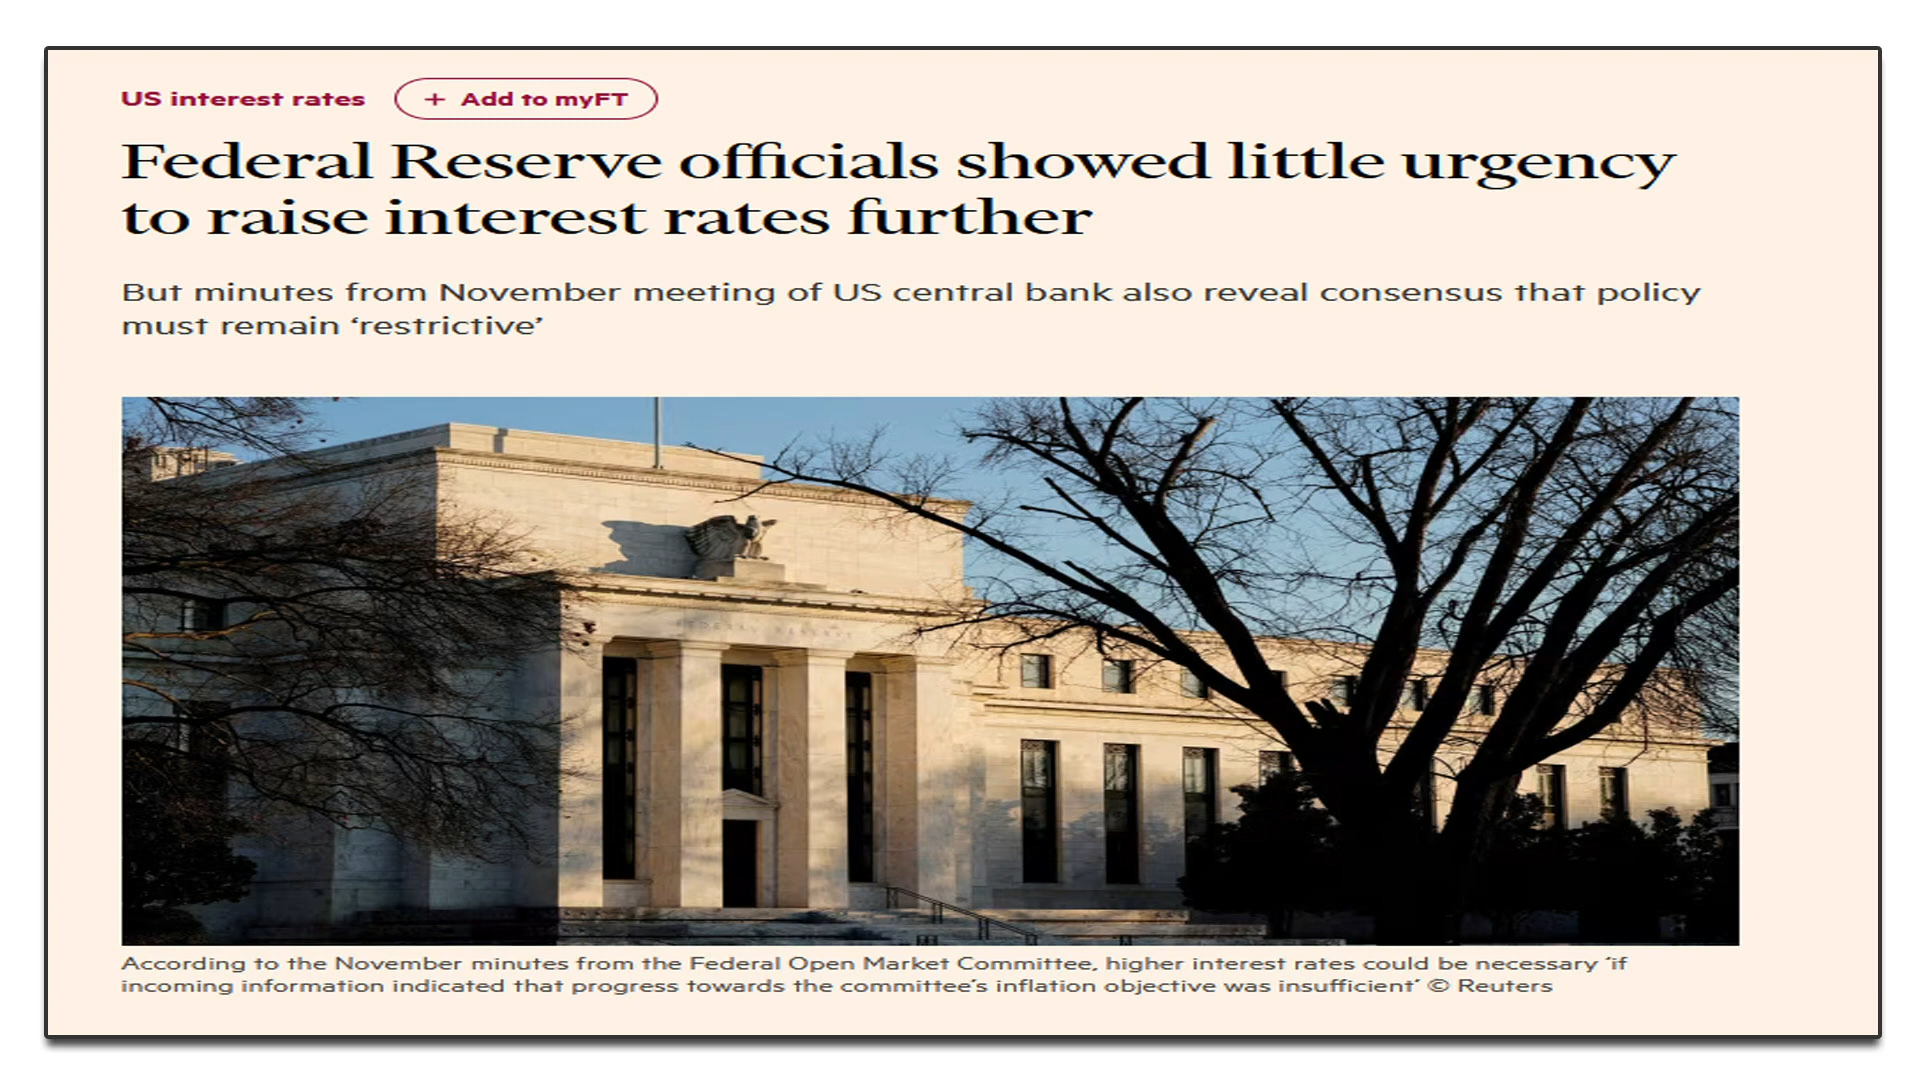 US interest rates + Add to myFT
Federal Reserve officials showed little urgency
to raise interest rates further
But minutes from November meeting of US central bank also reveal consensus that policy
must remain ‘restrictive’
FEDERAL RESERVE
According to the November minutes from the Federal Open Market Committee, higher interest rates could be necessary ‘if
incoming information indicated that progress towards the committee’s inflation objective was insufficient’ © Reuters